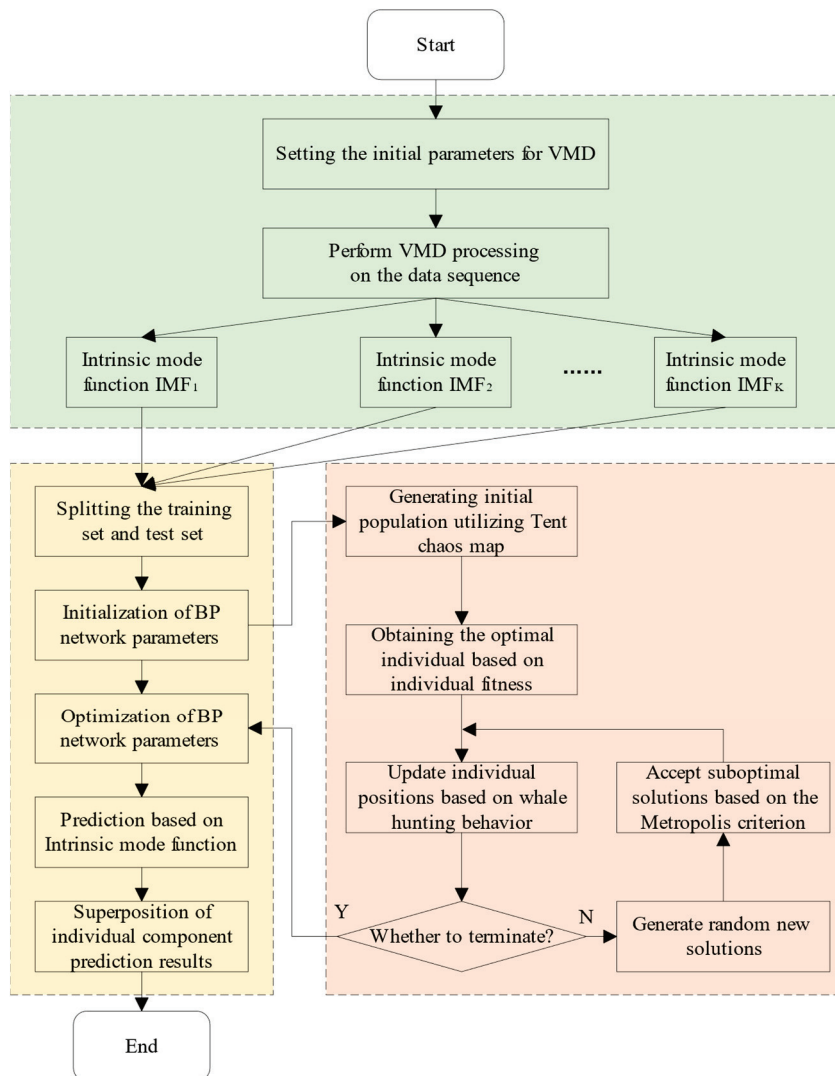 Start
Setting the initial parameters for VMD
Perform VMD processing
on the data sequence
Intrinsic mode
function IMF₁
Intrinsic mode
function IMF₂
......
Intrinsic mode
function IMFK
Splitting the training
set and test set
Initialization of BP
network parameters
Optimization of BP
network parameters
Prediction based on
Intrinsic mode function
Superposition of
individual component
prediction results
End
Generating initial
population utilizing Tent
chaos map
Obtaining the optimal
individual based on
individual fitness
Update individual
positions based on whale
hunting behavior
Accept suboptimal
solutions based on the
Metropolis criterion
Y
Whether to terminate?
N
Generate random new
solutions